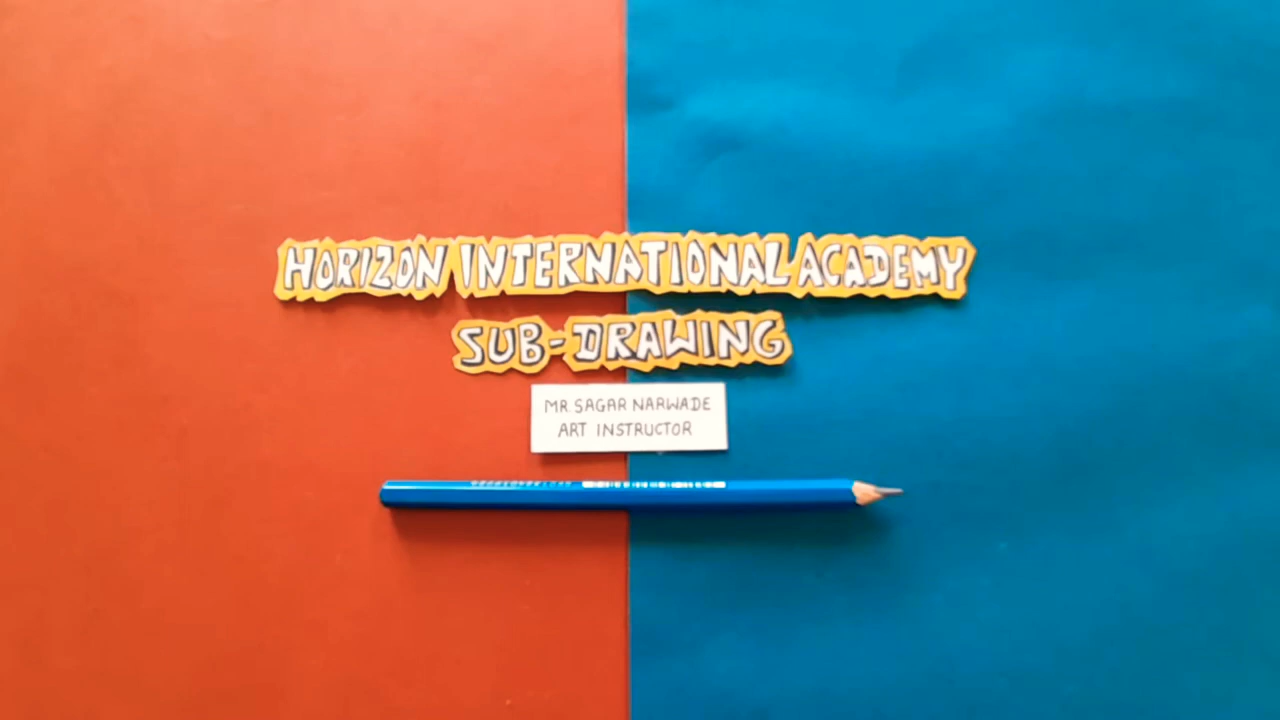 HORIZON INTERNATIONAL ACADEMY
SUB-DRAWING
MR. SAGAR NARWADE
ART INSTRUCTOR